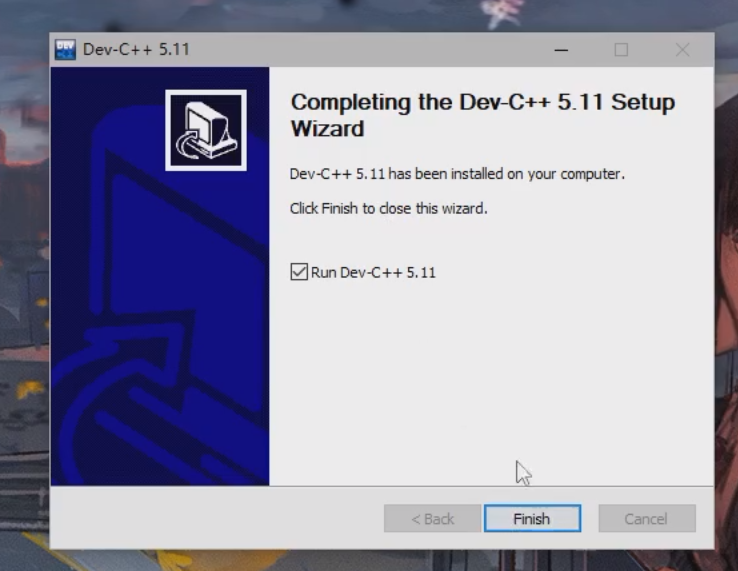 DEV
Dev-C++ 5.11
Completing the Dev-C++ 5.11 Setup
Wizard
Dev-C++ 5.11 has been installed on your computer.
Click Finish to close this wizard.
Run Dev-C++ 5.11
< Back
Finish
Cancel